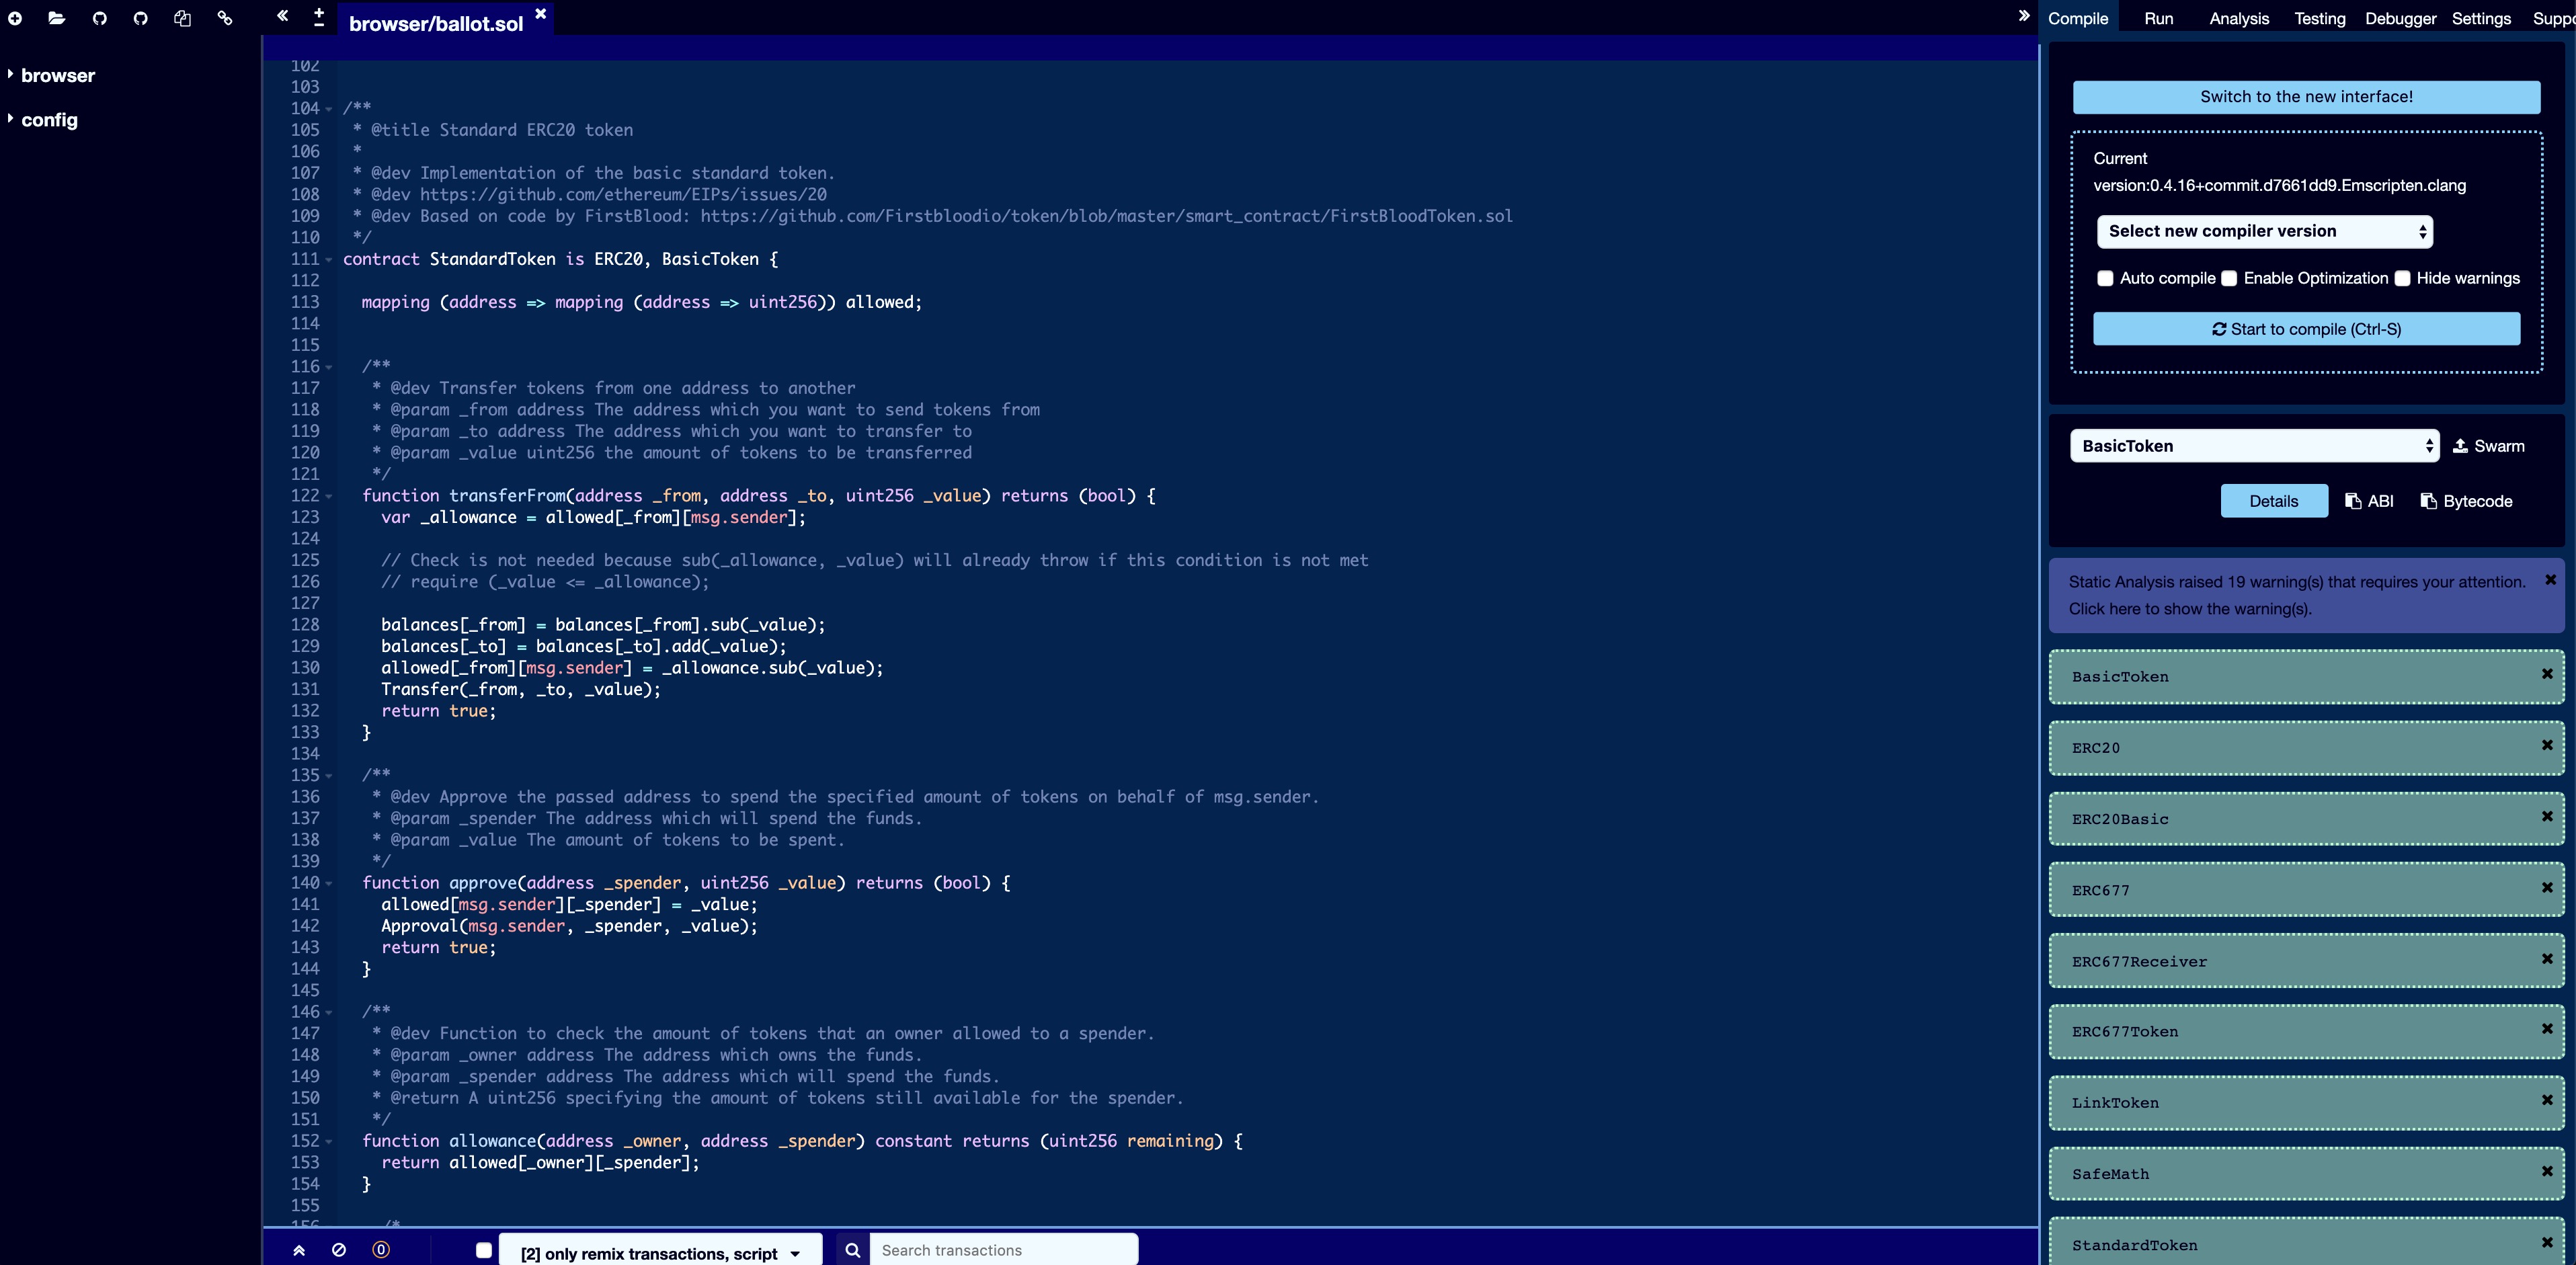 browser/ballot.sol
browser
config
102
103
104 /**
105 * @title Standard ERC20 token
106 *
107 * @dev Implementation of the basic standard token.
108 * @dev https://github.com/ethereum/EIPs/issues/20
109 * @dev Based on code by FirstBlood: https://github.com/Firstbloodio/token/blob/master/smart_contract/FirstBloodToken.sol
110 */
111 contract StandardToken is ERC20, BasicToken {
112
113 mapping (address => mapping (address => uint256)) allowed;
114
115
116 /**
117 * @dev Transfer tokens from one address to another
118 * @param _from address The address which you want to send tokens from
119 * @param _to address The address which you want to transfer to
120 * @param _value uint256 the amount of tokens to be transferred
121 */
122 function transferFrom(address _from, address _to, uint256 _value) returns (bool) {
123 var _allowance = allowed[_from][msg.sender];
124
125 // Check is not needed because sub(_allowance, _value) will already throw if this condition is not met
126 // require (_value <= _allowance);
127
128 balances[_from] = balances[_from].sub(_value);
129 balances[_to] = balances[_to].add(_value);
130 allowed[_from][msg.sender] = _allowance.sub(_value);
131 Transfer(_from, _to, _value);
132 return true;
133 }
134
135 /**
136 * @dev Approve the passed address to spend the specified amount of tokens on behalf of msg.sender.
137 * @param _spender The address which will spend the funds.
138 * @param _value The amount of tokens to be spent.
139 */
140 function approve(address _spender, uint256 _value) returns (bool) {
141 allowed[msg.sender][_spender] = _value;
142 Approval(msg.sender, _spender, _value);
143 return true;
144 }
145
146 /**
147 * @dev Function to check the amount of tokens that an owner allowed to a spender.
148 * @param _owner address The address which owns the funds.
149 * @param _spender address The address which will spend the funds.
150 * @return A uint256 specifying the amount of tokens still available for the spender.
151 */
152 function allowance(address _owner, address _spender) constant returns (uint256 remaining) {
153 return allowed[_owner][_spender];
154 }
155
156 /*
0
[2] only remix transactions, script
Search transactions
Compile Run Analysis Testing Debugger Settings Suppo
Switch to the new interface!
Current
version:0.4.16+commit.d7661dd9.Emscripten.clang
Select new compiler version
Auto compile Enable Optimization Hide warnings
Start to compile (Ctrl-S)
BasicToken Swarm
Details ABI Bytecode
Static Analysis raised 19 warning(s) that requires your attention.
Click here to show the warning(s).
BasicToken
ERC20
ERC20Basic
ERC677
ERC677Receiver
ERC677Token
LinkToken
SafeMath
StandardToken